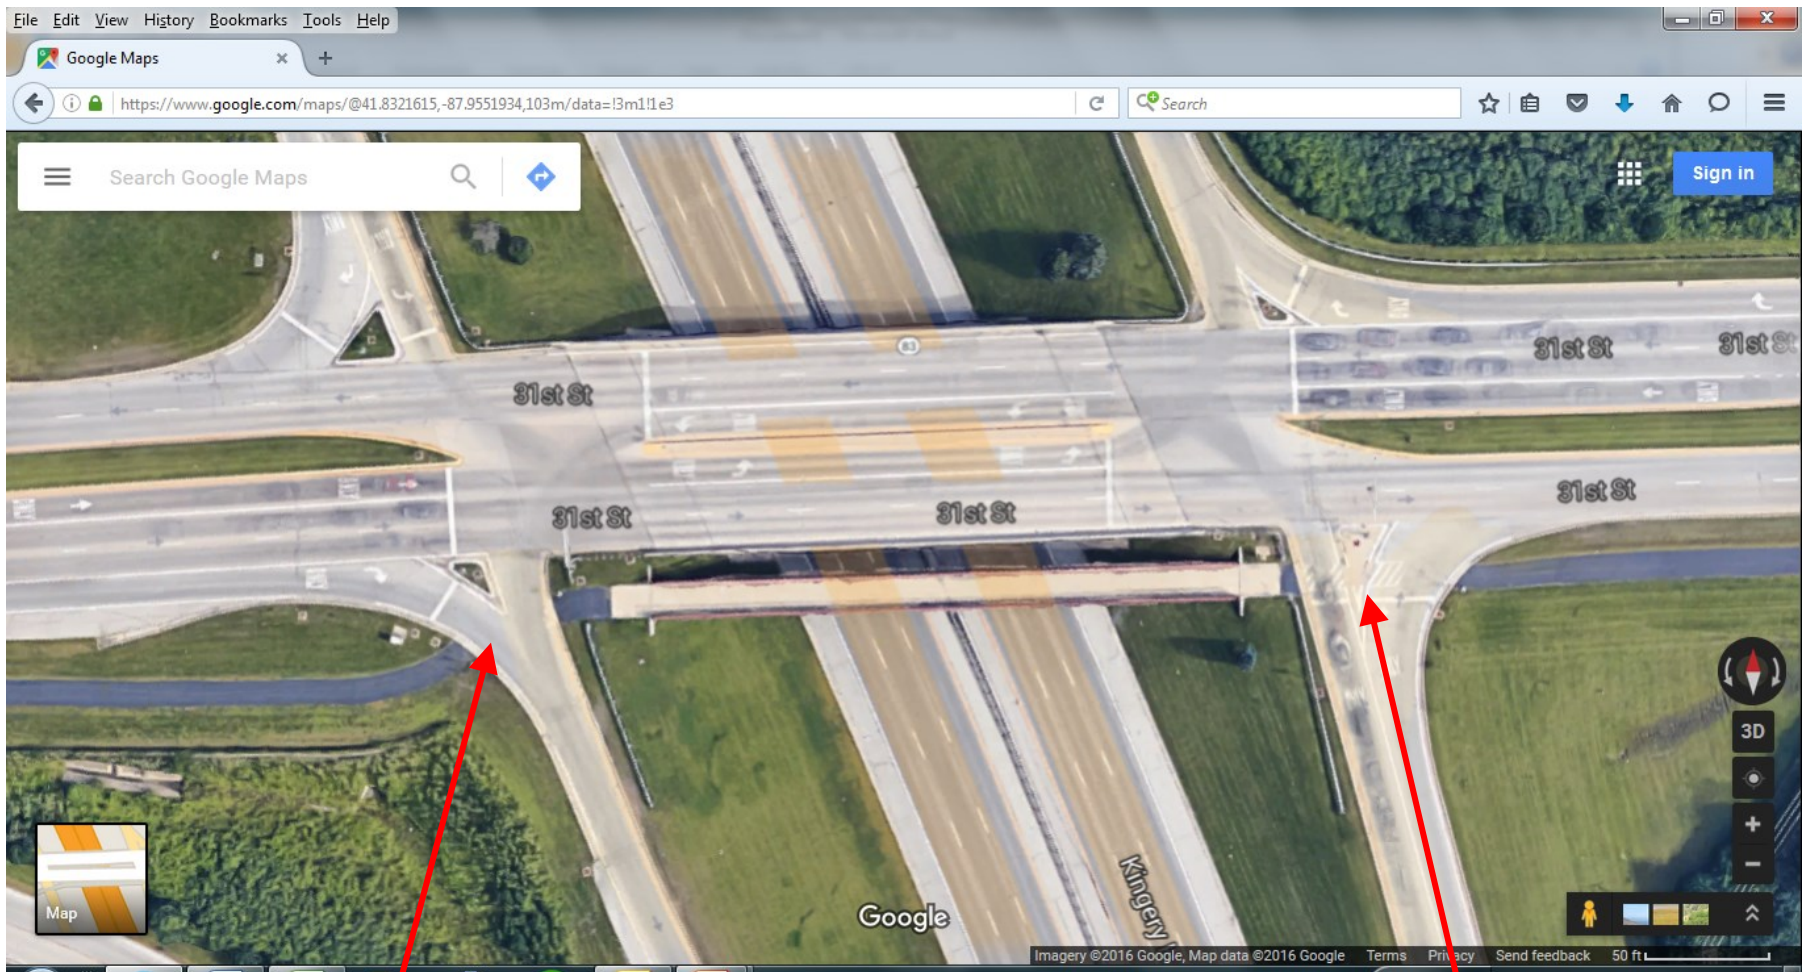 File Edit View History Bookmarks Tools Help
Google Maps
https://www.google.com/maps/@41.8321615,-87.9551934,103m/data=!3m1!1e3
Search
Search Google Maps
Sign in
83
31st St
31st St
31st St
31st St
31st St
31st St
ONLY
ONLY
3D
Map
Google
Kingery
Imagery ©2016 Google, Map data ©2016 Google Terms Privacy Send feedback 50 ft